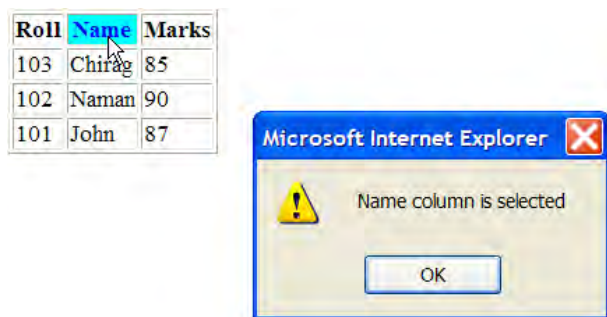 Roll Name Marks
103 Chirag 85
102 Naman 90
101 John 87
Microsoft Internet Explorer
Name column is selected
OK